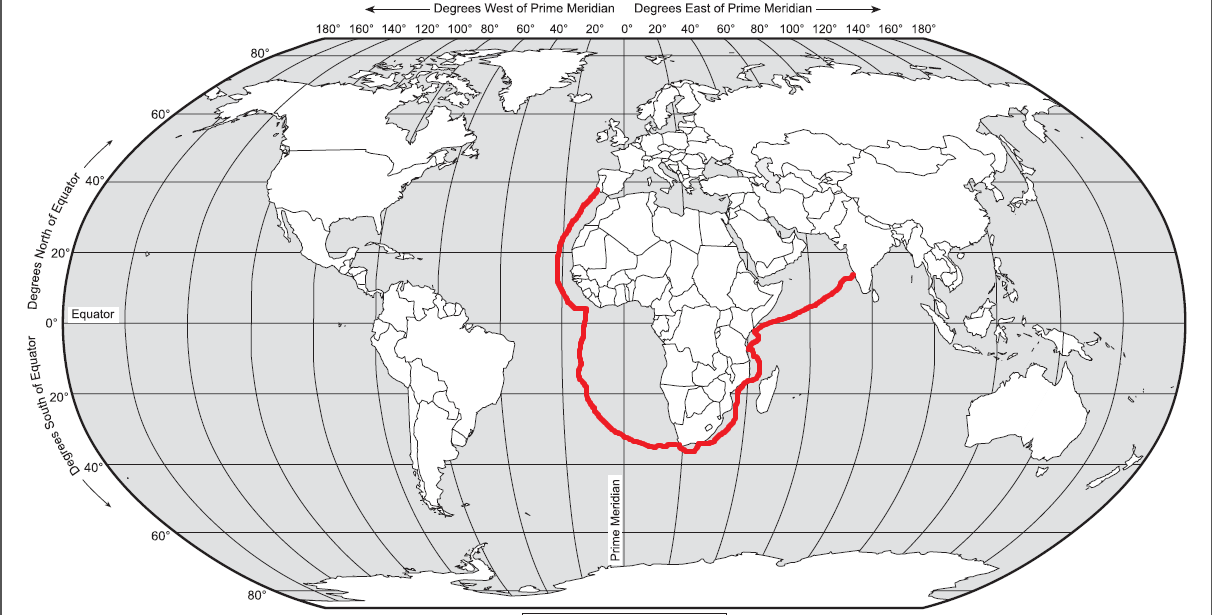 Degrees West of Prime Meridian Degrees East of Prime Meridian
180° 160° 140° 120° 100° 80° 60° 40° 20° 0° 20° 40° 60° 80° 100° 120° 140° 160° 180°
80°
60°
40°
Degrees North of Equator
20°
Equator
0°
Degrees South of Equator
20°
40°
Prime Meridian
60°
80°